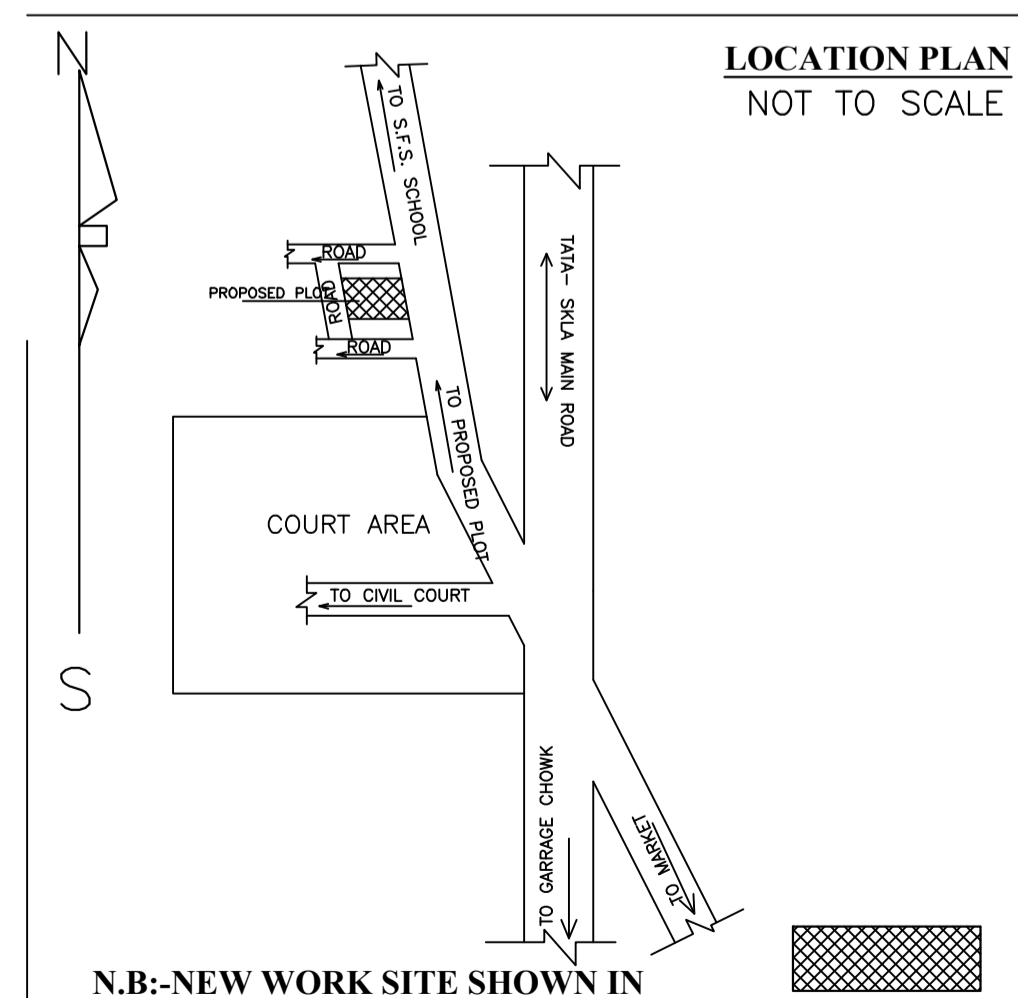 N
LOCATION PLAN
NOT TO SCALE
TO S.F.S. SCHOOL
TATA- SKLA MAIN ROAD
ROAD
PROPOSED PLOT
ROAD
ROAD
TO PROPOSED PLOT
COURT AREA
TO CIVIL COURT
S
TO GARRAGE CHOWK
TO MARKET
N.B:-NEW WORK SITE SHOWN IN